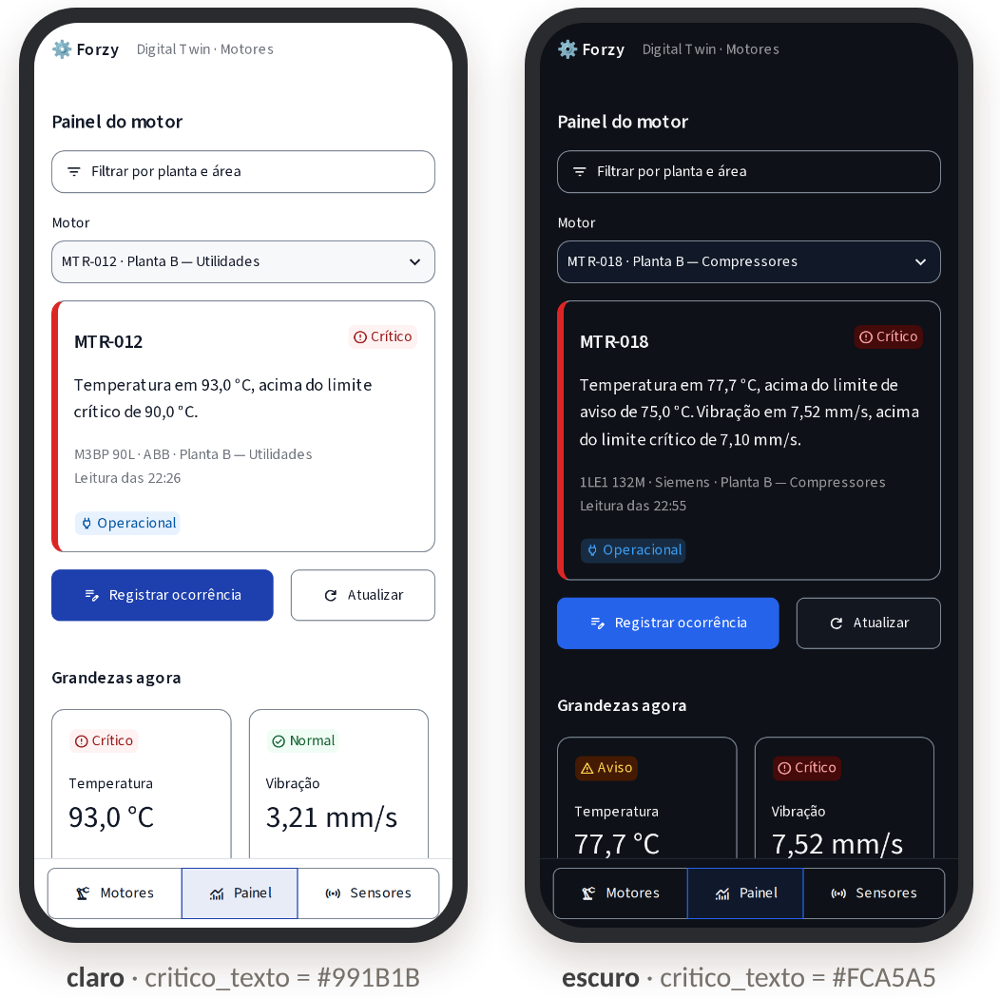 Forzy Digital Twin · Motores
Painel do motor
Filtrar por planta e área
Motor
MTR-012 · Planta B — Utilidades
MTR-012
Crítico
Temperatura em 93,0 °C, acima do limite
crítico de 90,0 °C.
M3BP 90L · ABB · Planta B — Utilidades
Leitura das 22:26
Operacional
Registrar ocorrência
Atualizar
Grandezas agora
Crítico
Temperatura
93,0 °C
Normal
Vibração
3,21 mm/s
Motores
Painel
Sensores
claro · critico_texto = #991B1B
Forzy Digital Twin · Motores
Painel do motor
Filtrar por planta e área
Motor
MTR-018 · Planta B — Compressores
MTR-018
Crítico
Temperatura em 77,7 °C, acima do limite de
aviso de 75,0 °C. Vibração em 7,52 mm/s, acima
do limite crítico de 7,10 mm/s.
1LE1 132M · Siemens · Planta B — Compressores
Leitura das 22:55
Operacional
Registrar ocorrência
Atualizar
Grandezas agora
Aviso
Temperatura
77,7 °C
Crítico
Vibração
7,52 mm/s
Motores
Painel
Sensores
escuro · critico_texto = #FCA5A5